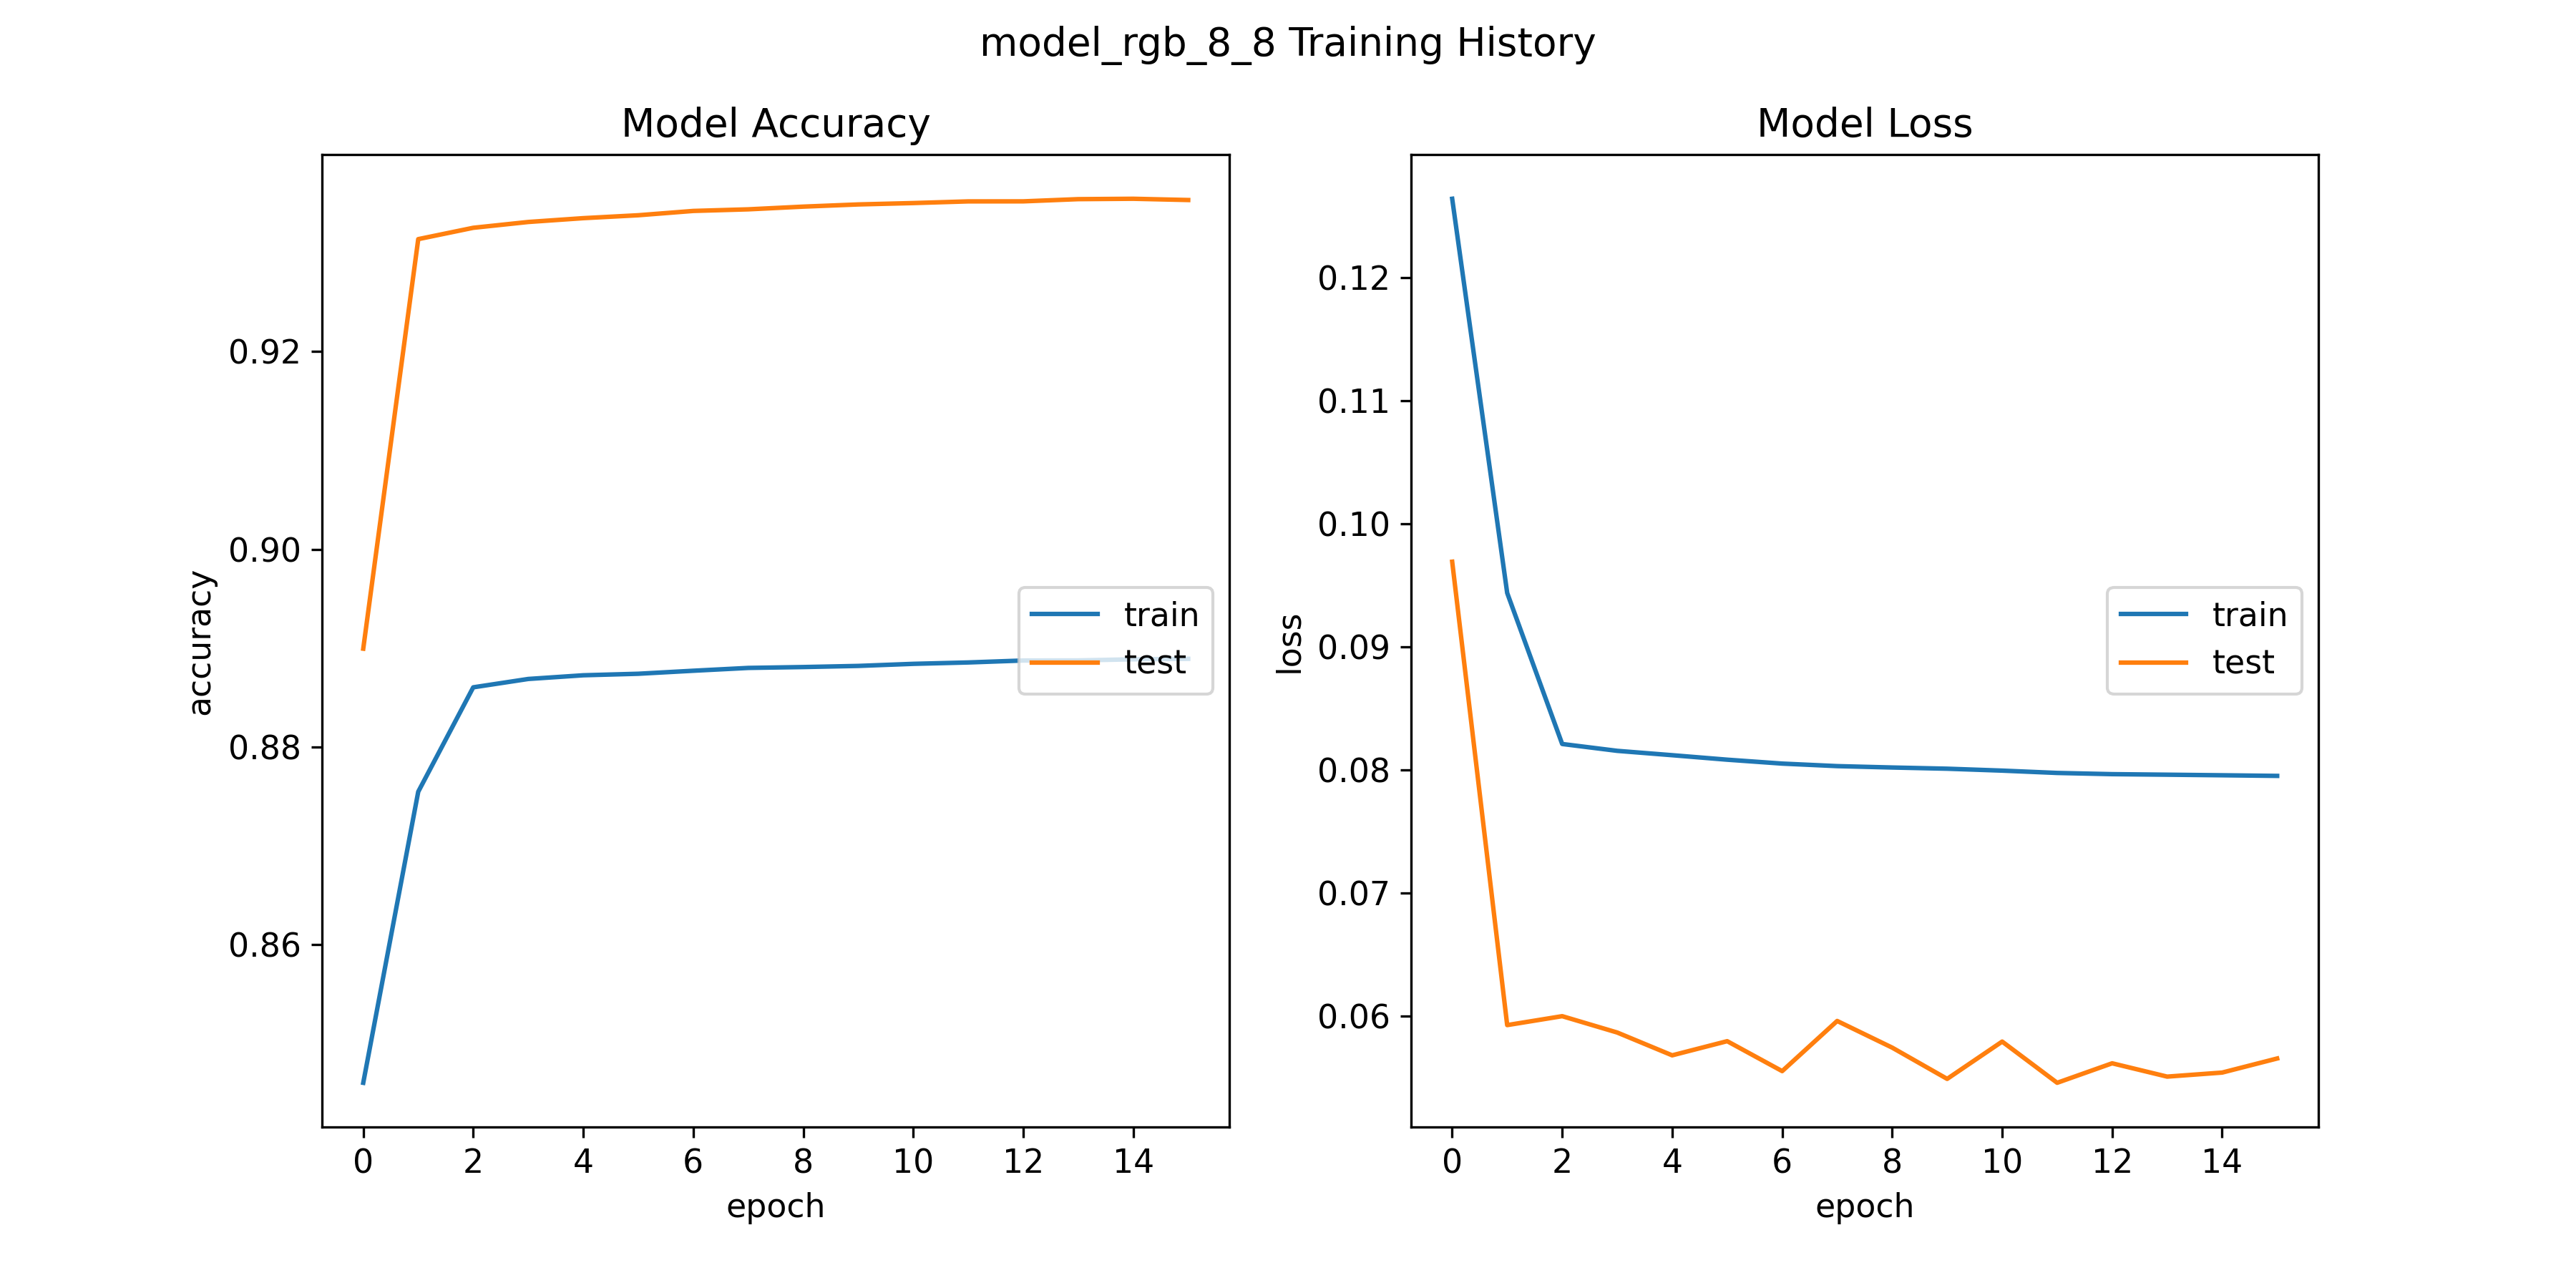 model_rgb_8_8 Training History
Model Accuracy
0.92
0.90
0.88
0.86
accuracy
train
test
0 2 4 6 8 10 12 14
epoch
Model Loss
0.12
0.11
0.10
0.09
0.08
0.07
0.06
loss
train
test
0 2 4 6 8 10 12 14
epoch